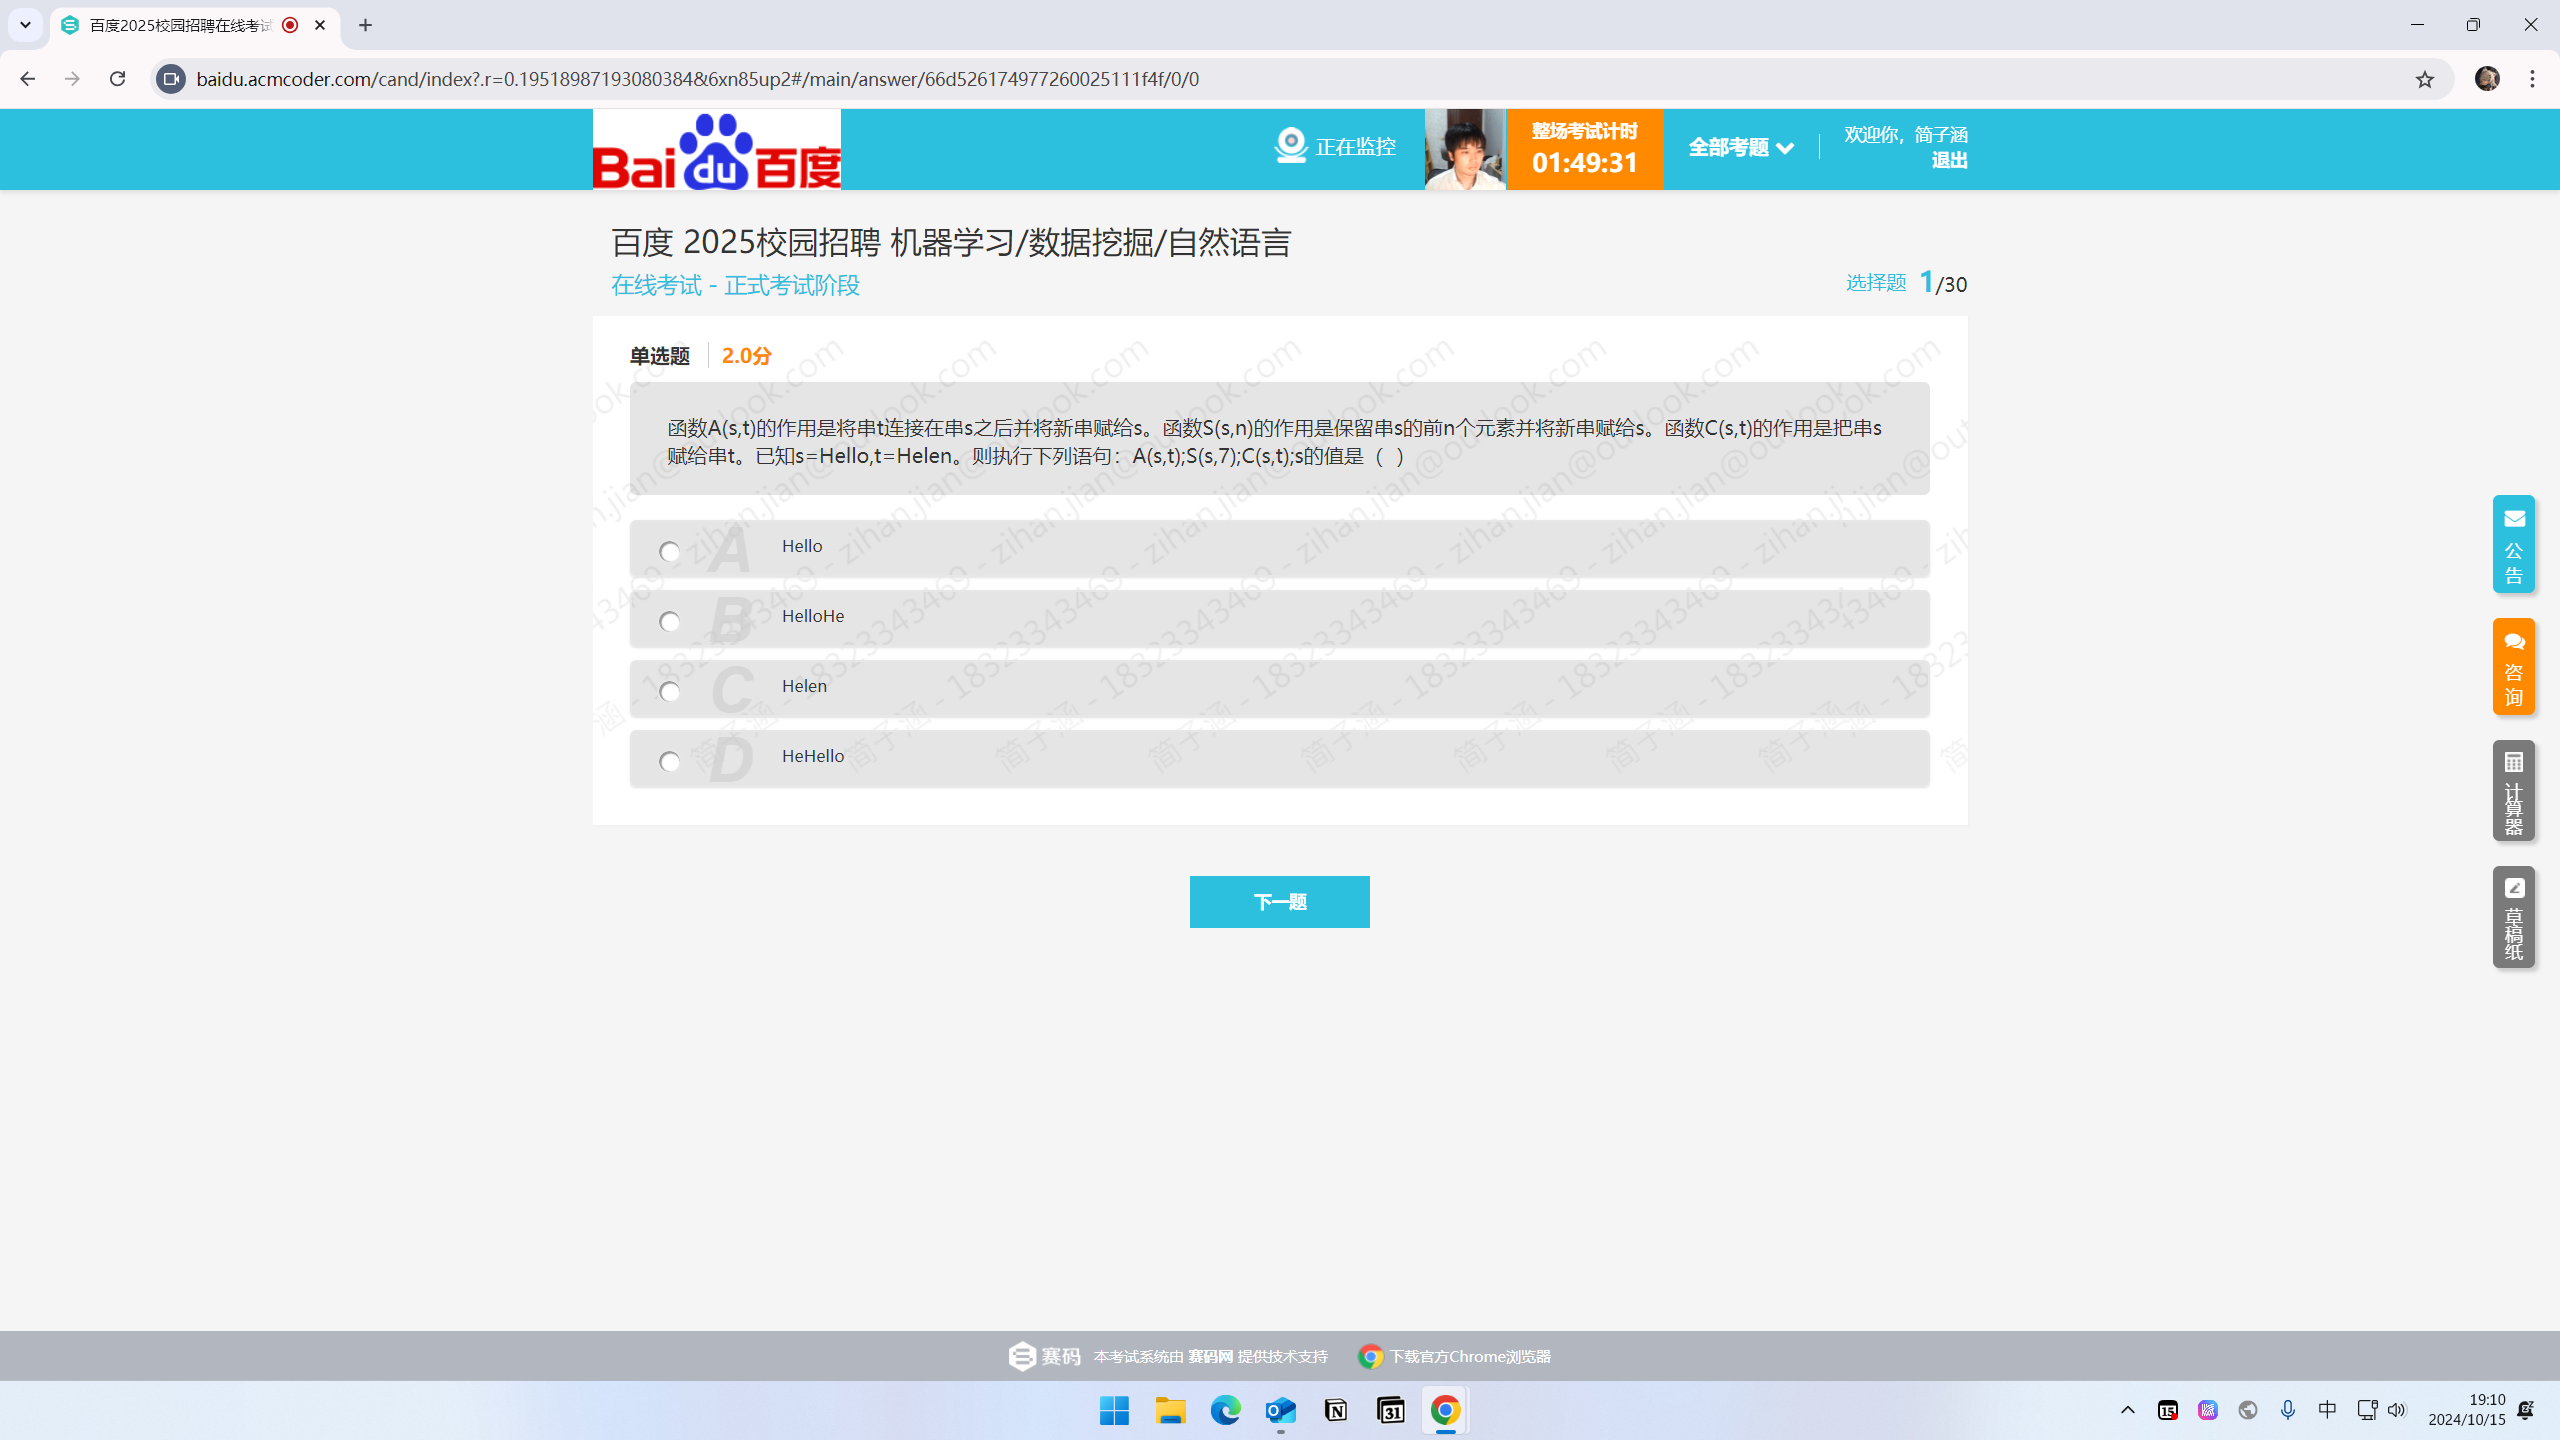 百度2025校园招聘在线考试
baidu.acmcoder.com/cand/index?.r=0.19518987193080384&6xn85up2#/main/answer/66d526174977260025111f4f/0/0
Bai du 百度
正在监控
整场考试计时
01:49:31
全部考题
欢迎你，简子涵
退出
百度 2025校园招聘 机器学习/数据挖掘/自然语言
在线考试 - 正式考试阶段
选择题 1/30
单选题 2.0分
函数A(s,t)的作用是将串t连接在串s之后并将新串赋给s。函数S(s,n)的作用是保留串s的前n个元素并将新串赋给s。函数C(s,t)的作用是把串s
赋给串t。已知s=Hello,t=Helen。则执行下列语句：A(s,t);S(s,7);C(s,t);s的值是（ ）
A Hello
B HelloHe
C Helen
D HeHello
简子涵 - 18323343469 - zihan.jian@outlook.com
下一题
公告
咨询
计算器
草稿纸
赛码 本考试系统由 赛码网 提供技术支持 下载官方Chrome浏览器
31
15
中
19:10
2024/10/15